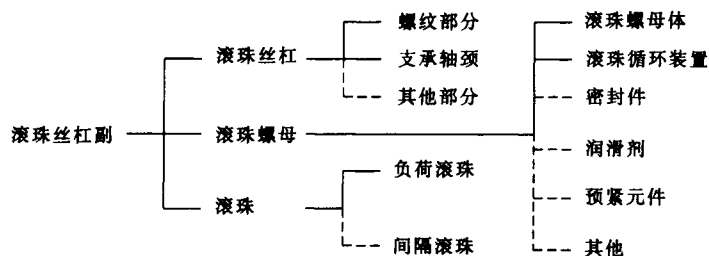 螺纹部分
滚珠螺母体
滚珠丝杠
支承轴颈
滚珠循环装置
其他部分
密封件
滚珠丝杠副
滚珠螺母
润滑剂
负荷滚珠
预紧元件
滚珠
间隔滚珠
其他